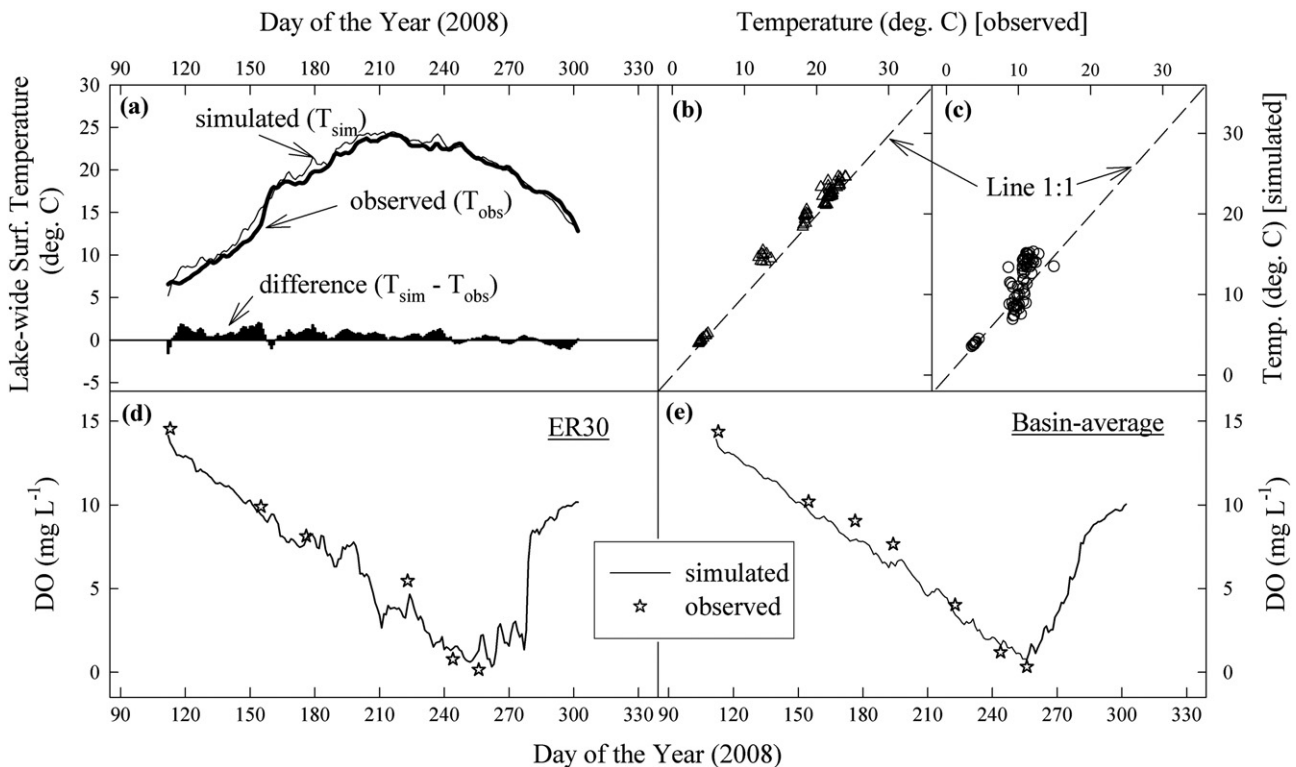 Day of the Year (2008)
Temperature (deg. C) [observed]
90 120 150 180 210 240 270 300 330
0 10 20 30
0 10 20 30
Lake-wide Surf. Temperature
(deg. C)
30
25
20
15
10
5
0
-5
(a)
simulated (Tsim)
observed (Tobs)
difference (Tsim - Tobs)
(b)
(c)
Line 1:1
30
20
10
0
Temp. (deg. C) [simulated]
DO (mg L-1)
15
10
5
0
(d)
ER30
(e)
Basin-average
simulated
observed
15
10
5
0
DO (mg L-1)
90 120 150 180 210 240 270 300 330
90 120 150 180 210 240 270 300 330
Day of the Year (2008)